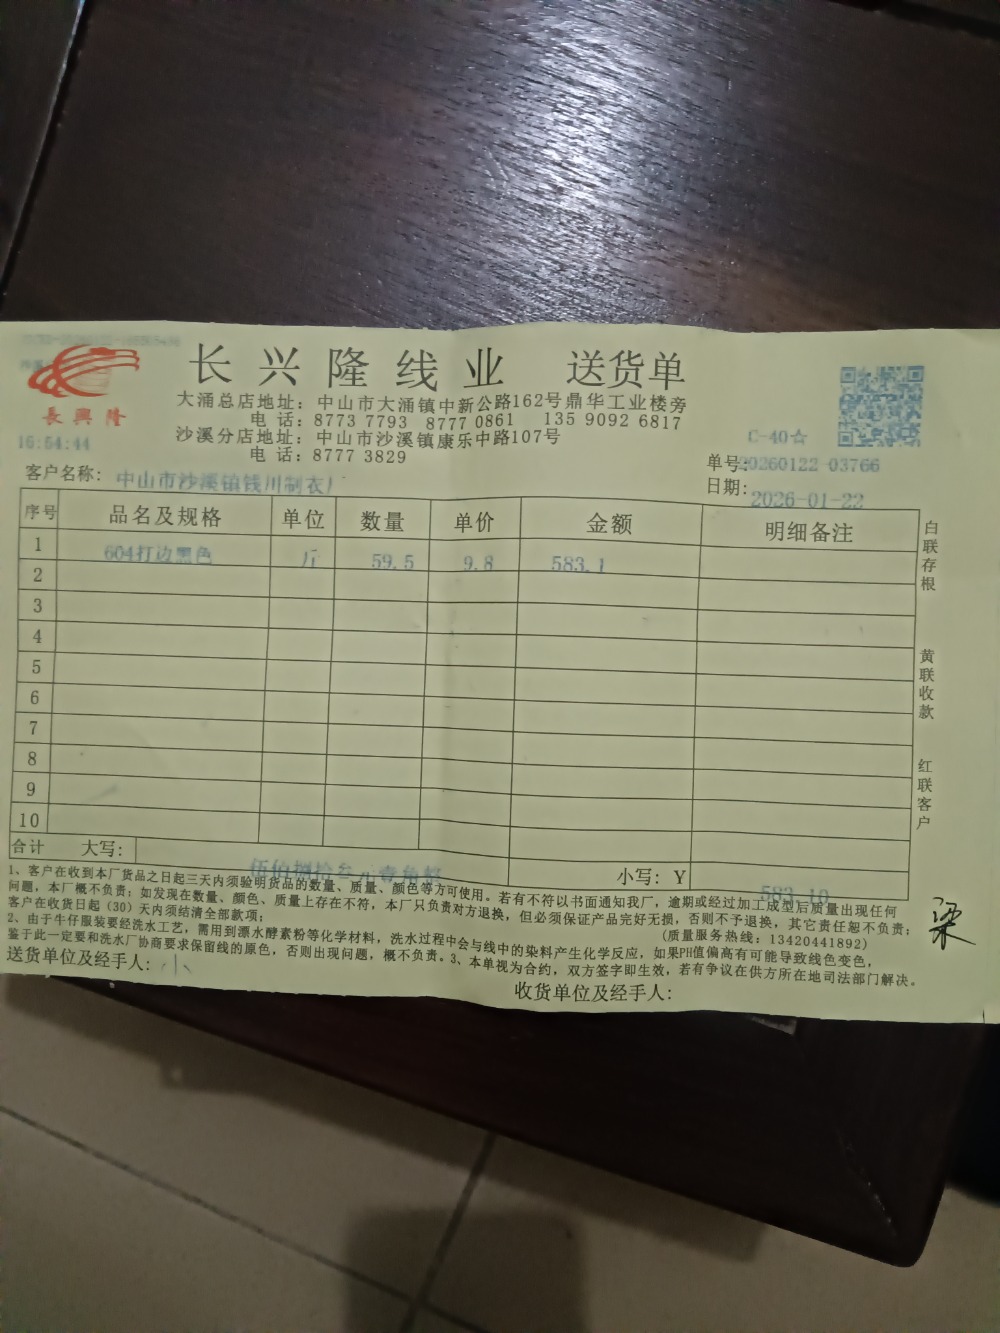 长兴隆线业 送货单
長興隆
大涌总店地址：中山市大涌镇中新公路162号鼎华工业楼旁
电 话：8773 7793 8777 0861 135 9092 6817
沙溪分店地址：中山市沙溪镇康乐中路107号
电 话：8777 3829
16:54:44
C-40☆
单号:20260122-03766
客户名称：中山市沙溪镇钱川制衣厂
日期:2026-01-22
序号 品名及规格 单位 数量 单价 金额 明细备注
1 604打边黑色 斤 59.5 9.8 583.1
2
3
4
5
6
7
8
9
10
合计 大写：伍佰捌拾叁元壹角整 小写：Y 583.10
白联存根
黄联收款
红联客户
1、客户在收到本厂货品之日起三天内须验明货品的数量、质量、颜色等方可使用。若有不符以书面通知我厂，逾期或经过加工成型后质量出现任何
问题，本厂概不负责；如发现在数量、颜色、质量上存在不符，本厂只负责对方退换，但必须保证产品完好无损，否则不予退换，其它责任恕不负责；
客户在收货日起（30）天内须结清全部款项；
(质量服务热线：13420441892)
2、由于牛仔服装要经洗水工艺，需用到漂水酵素粉等化学材料，洗水过程中会与线中的染料产生化学反应，如果PH值偏高有可能导致线色变色，
鉴于此一定要和洗水厂协商要求保留线的原色，否则出现问题，概不负责。3、本单视为合约，双方签字即生效，若有争议在供方所在地司法部门解决。
送货单位及经手人：
收货单位及经手人：
梁